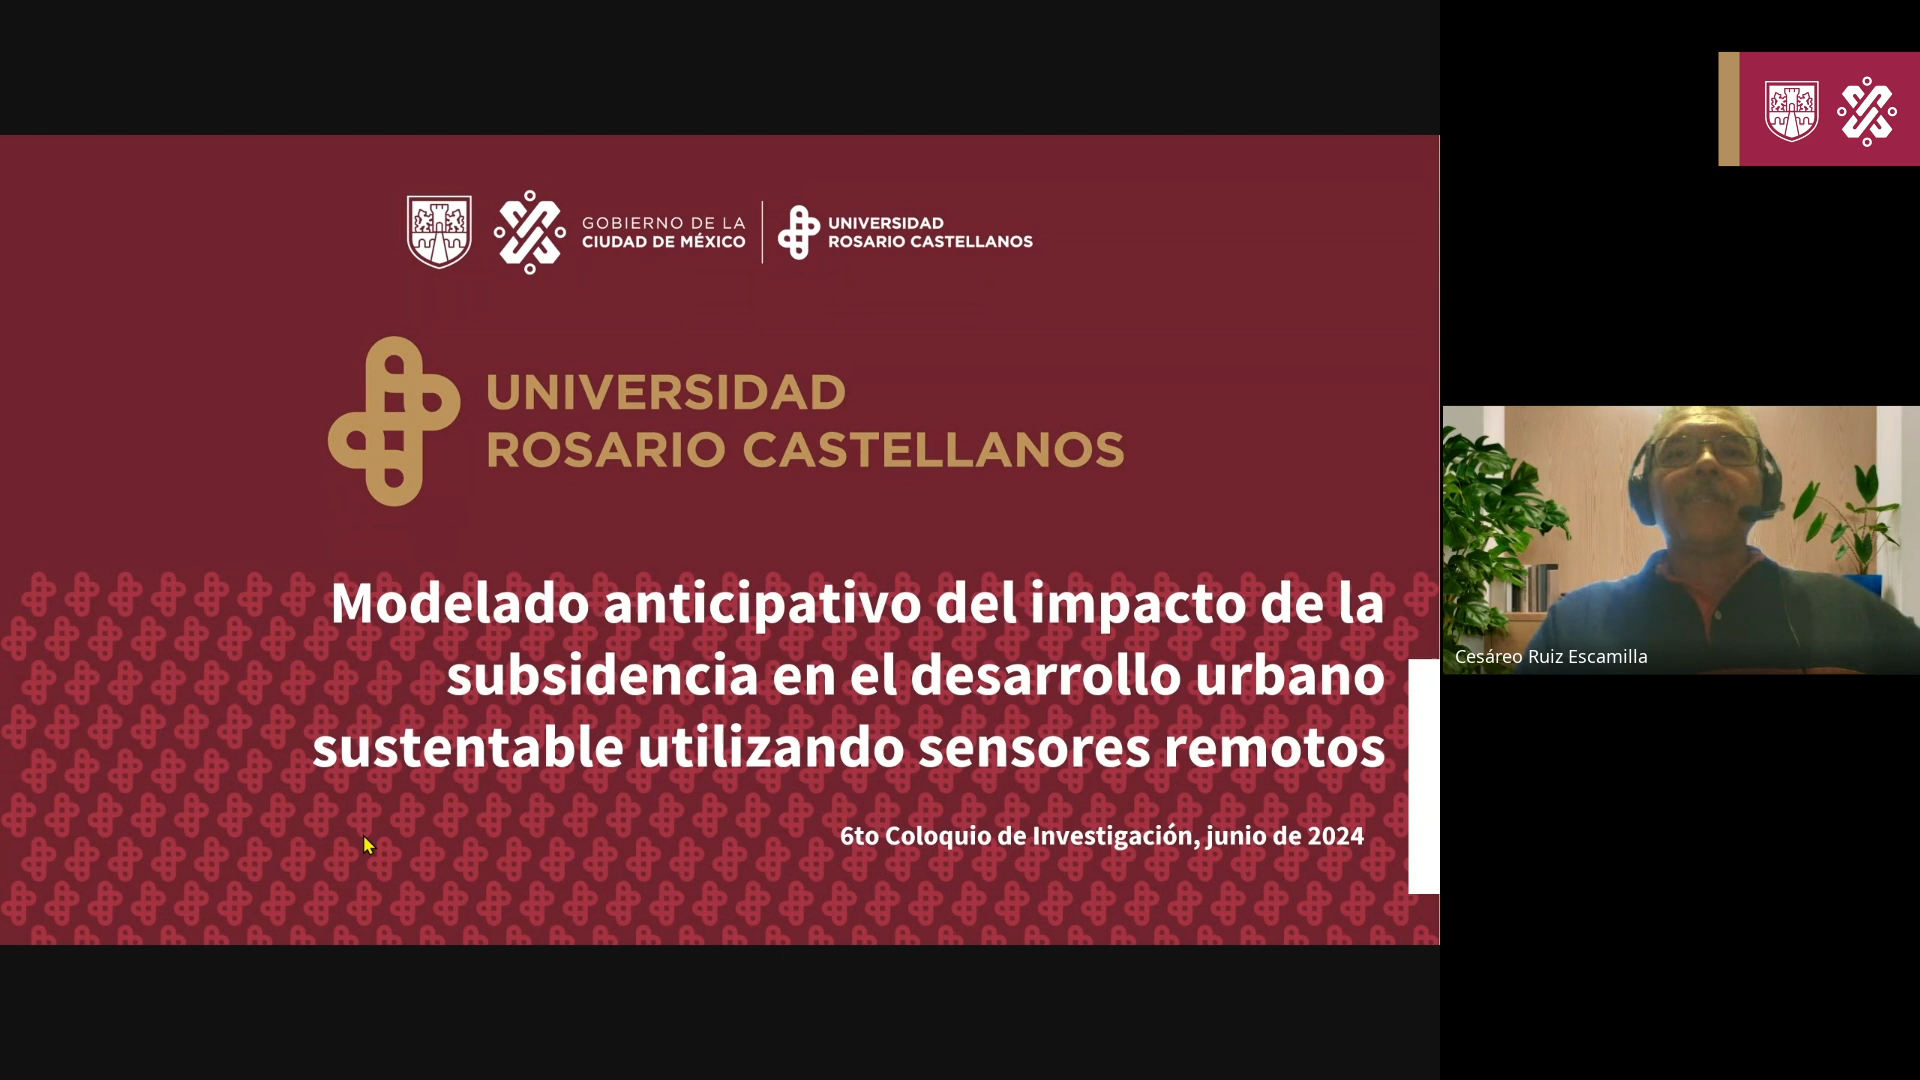 GOBIERNO DE LA
CIUDAD DE MÉXICO
UNIVERSIDAD
ROSARIO CASTELLANOS
UNIVERSIDAD
ROSARIO CASTELLANOS
Modelado anticipativo del impacto de la
subsidencia en el desarrollo urbano
sustentable utilizando sensores remotos
6to Coloquio de Investigación, junio de 2024
Cesáreo Ruiz Escamilla